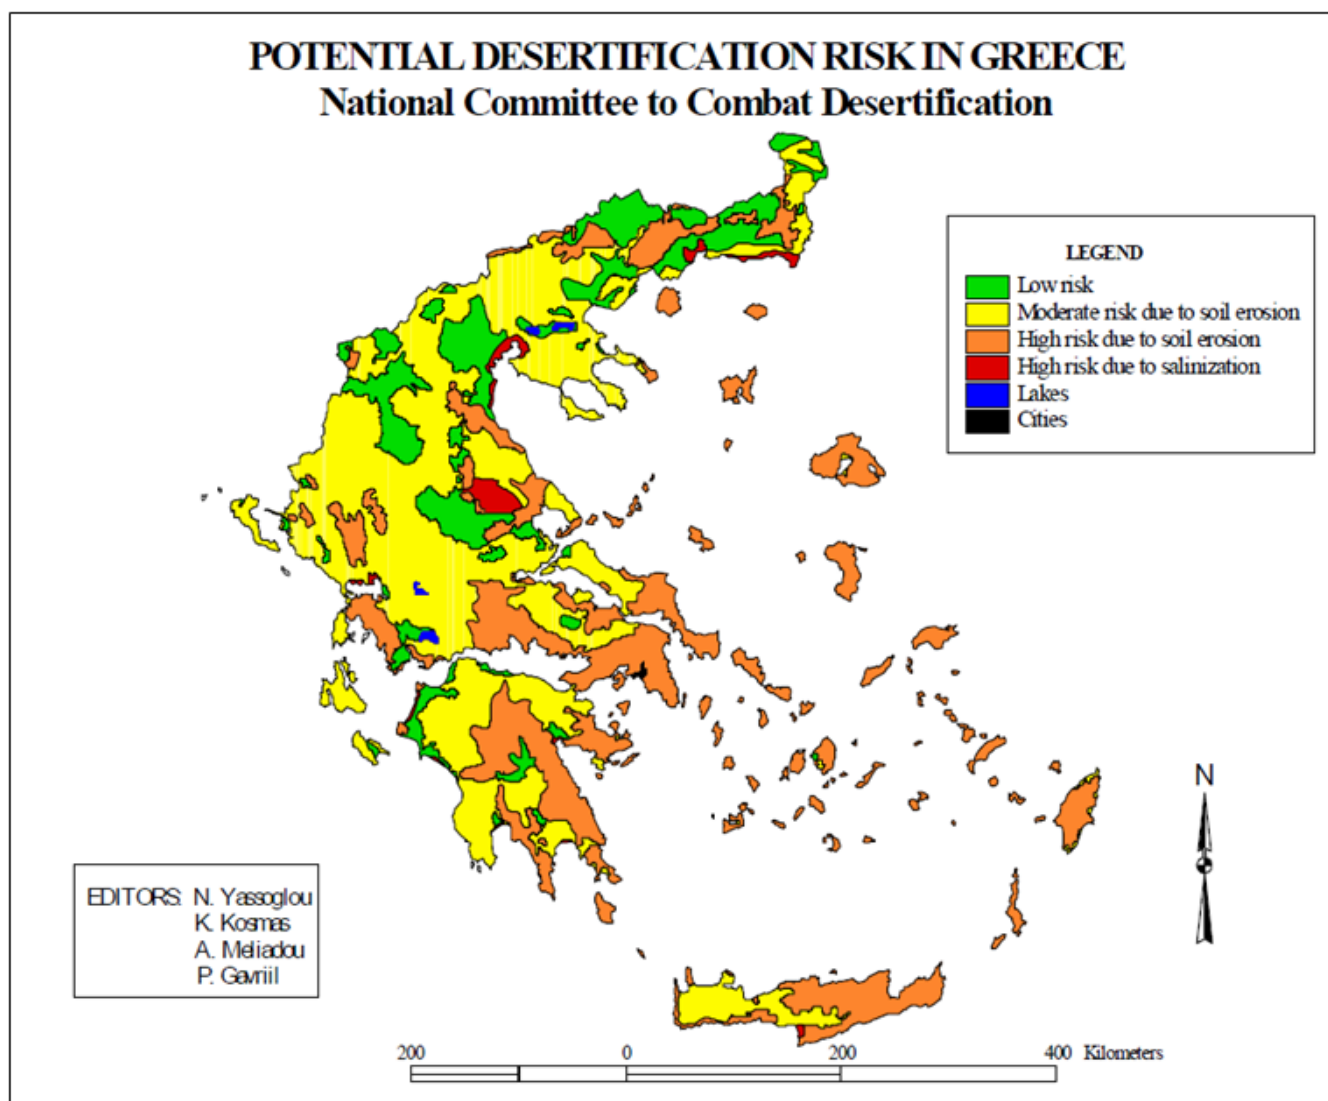 POTENTIAL DESERTIFICATION RISK IN GREECE
National Committee to Combat Desertification
LEGEND
Low risk
Moderate risk due to soil erosion
High risk due to soil erosion
High risk due to salinization
Lakes
Cities
N
EDITORS: N. Yassoglou
K. Kosmas
A. Meliadou
P. Gavriil
200 0 200 400 Kilometers